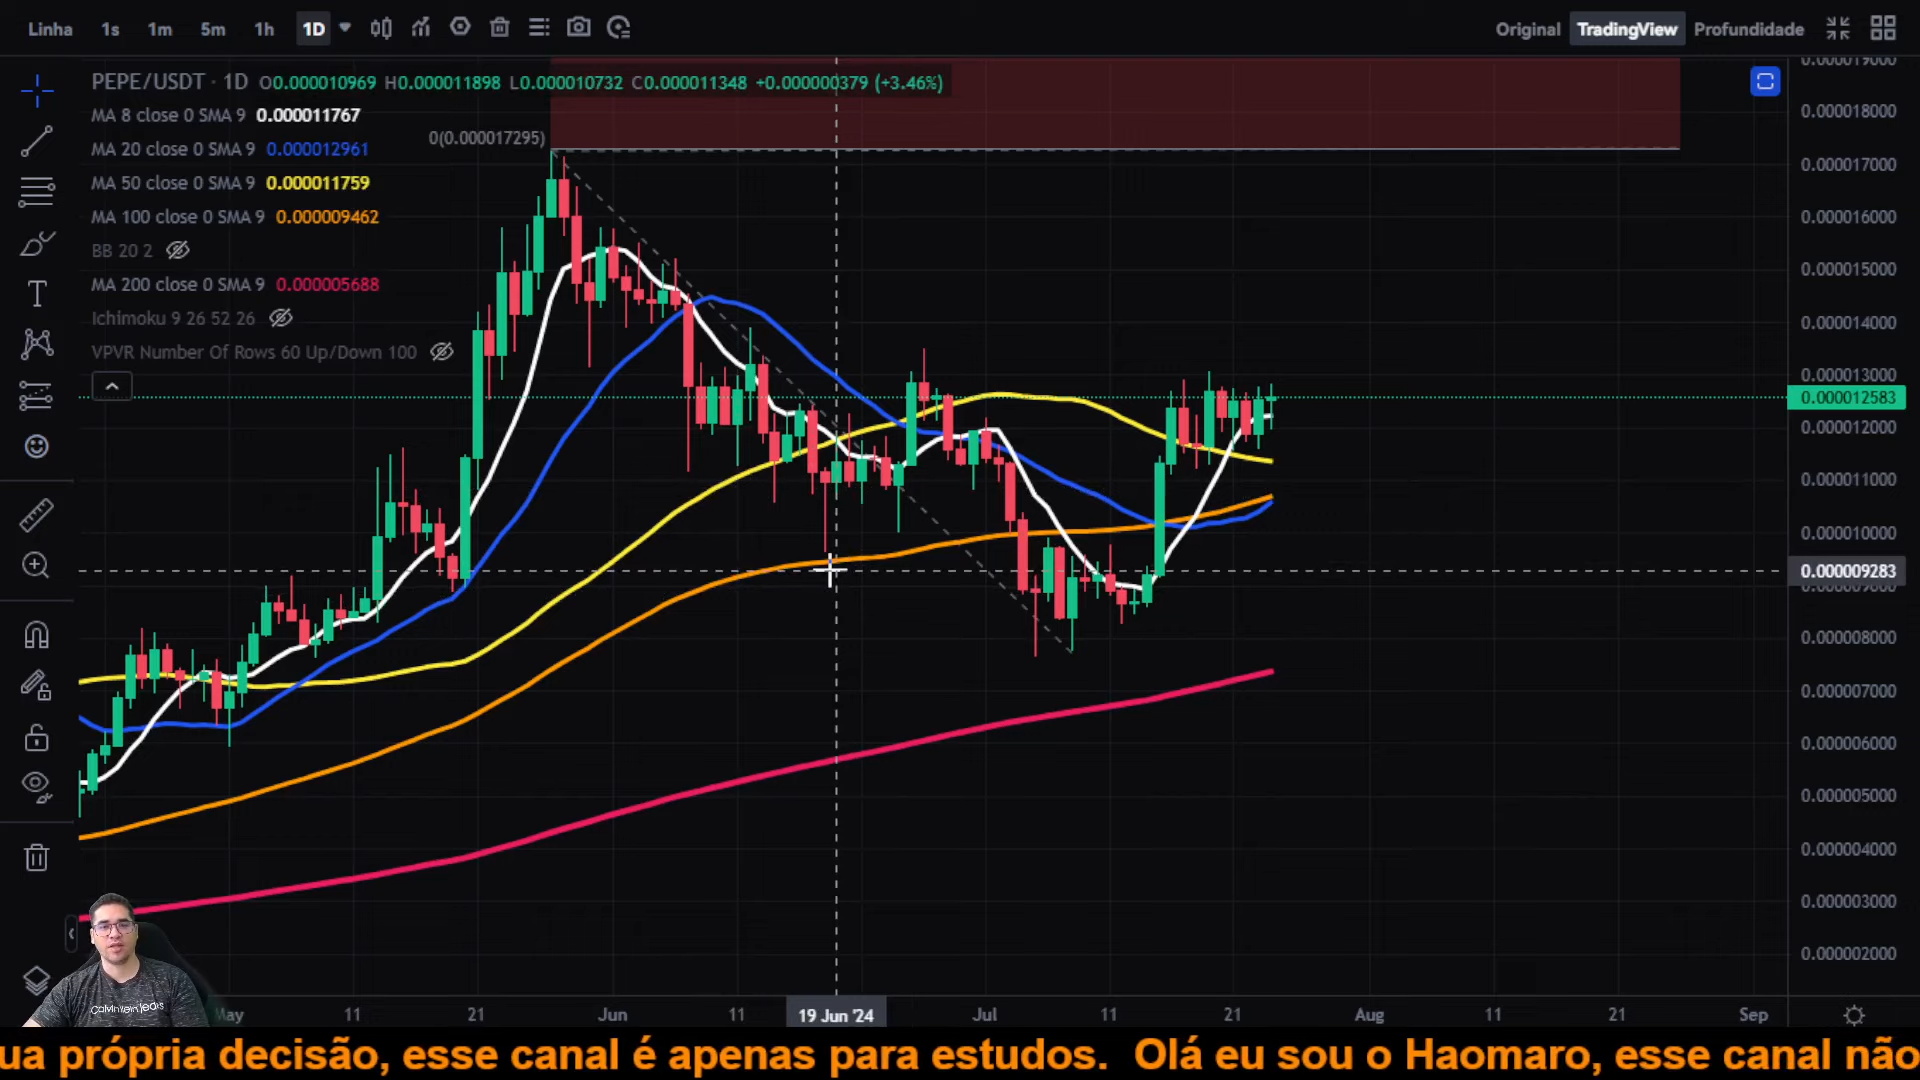 Linha 1s 1m 5m 1h 1D Original TradingView Profundidade
PEPE/USDT · 1D O0.000010969 H0.000011898 L0.000010732 C0.000011348 +0.000000379 (+3.46%)
MA 8 close 0 SMA 9 0.000011767
0(0.000017295)
MA 20 close 0 SMA 9 0.000012961
MA 50 close 0 SMA 9 0.000011759
MA 100 close 0 SMA 9 0.000009462
BB 20 2
MA 200 close 0 SMA 9 0.000005688
Ichimoku 9 26 52 26
VPVR Number Of Rows 60 Up/Down 100
0.000019000
0.000018000
0.000017000
0.000016000
0.000015000
0.000014000
0.000013000
0.000012583
0.000012000
0.000011000
0.000010000
0.000009283
0.000009000
0.000008000
0.000007000
0.000006000
0.000005000
0.000004000
0.000003000
0.000002000
Calvin Klein Jeans
May 11 21 Jun 11 19 Jun '24 Jul 11 21 Aug 11 21 Sep
ua própria decisão, esse canal é apenas para estudos. Olá eu sou o Haomaro, esse canal não